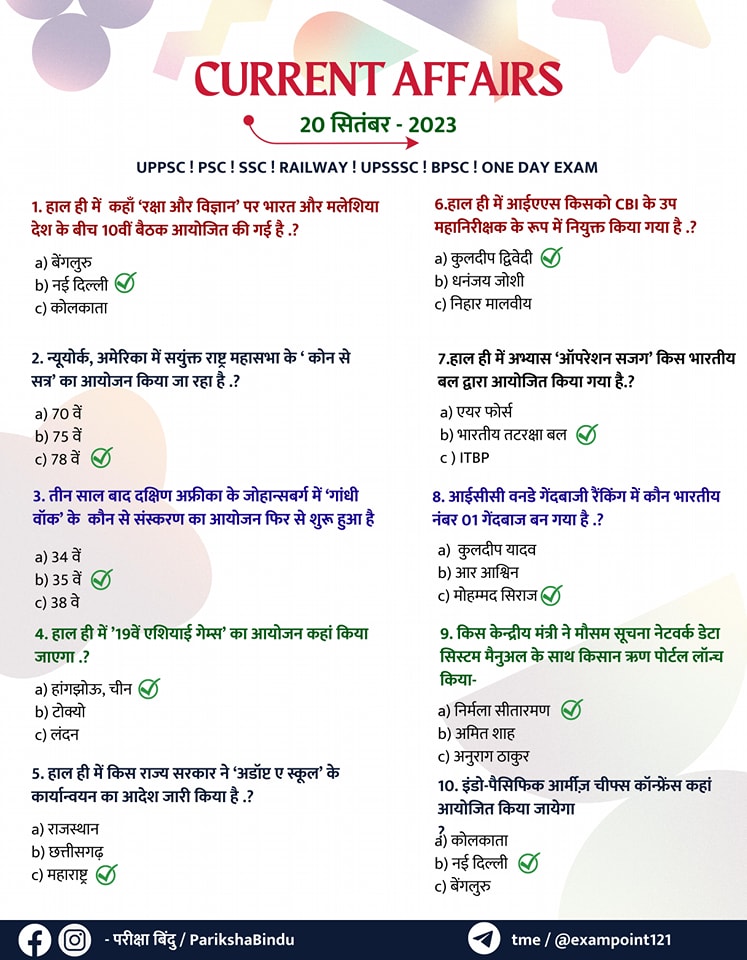 CURRENT AFFAIRS
20 सितंबर - 2023
UPPSC ! PSC ! SSC ! RAILWAY ! UPSSSC ! BPSC ! ONE DAY EXAM
1. हाल ही में कहाँ ‘रक्षा और विज्ञान’ पर भारत और मलेशिया
देश के बीच 10वीं बैठक आयोजित की गई है .?
a) बेंगलुरु
b) नई दिल्ली
c) कोलकाता
2. न्यूयोर्क, अमेरिका में सयुंक्त राष्ट्र महासभा के ‘ कोन से
सत्र’ का आयोजन किया जा रहा है .?
a) 70 वें
b) 75 वें
c) 78 वें
3. तीन साल बाद दक्षिण अफ्रीका के जोहान्सबर्ग में ‘गांधी
वॉक’ के कौन से संस्करण का आयोजन फिर से शुरू हुआ है
a) 34 वें
b) 35 वें
c) 38 वे
4. हाल ही में ’19वें एशियाई गेम्स’ का आयोजन कहां किया
जाएगा .?
a) हांगझोऊ, चीन
b) टोक्यो
c) लंदन
5. हाल ही में किस राज्य सरकार ने ‘अडॉप्ट ए स्कूल’ के
कार्यान्वयन का आदेश जारी किया है .?
a) राजस्थान
b) छत्तीसगढ़
c) महाराष्ट्र
6.हाल ही में आईएएस किसको CBI के उप
महानिरीक्षक के रूप में नियुक्त किया गया है .?
a) कुलदीप द्विवेदी
b) धनंजय जोशी
c) निहार मालवीय
7.हाल ही में अभ्यास ‘ऑपरेशन सजग’ किस भारतीय
बल द्वारा आयोजित किया गया है.?
a) एयर फोर्स
b) भारतीय तटरक्षा बल
c ) ITBP
8. आईसीसी वनडे गेंदबाजी रैंकिंग में कौन भारतीय
नंबर 01 गेंदबाज बन गया है .?
a) कुलदीप यादव
b) आर आश्विन
c) मोहम्मद सिराज
9. किस केन्द्रीय मंत्री ने मौसम सूचना नेटवर्क डेटा
सिस्टम मैनुअल के साथ किसान ऋण पोर्टल लॉन्च
किया-
a) निर्मला सीतारमण
b) अमित शाह
c) अनुराग ठाकुर
10. इंडो-पैसिफिक आर्मीज़ चीफ्स कॉन्फ्रेंस कहां
आयोजित किया जायेगा
?
a) कोलकाता
b) नई दिल्ली
c) बेंगलुरु
- परीक्षा बिंदु / ParikshaBindu
tme / @exampoint121